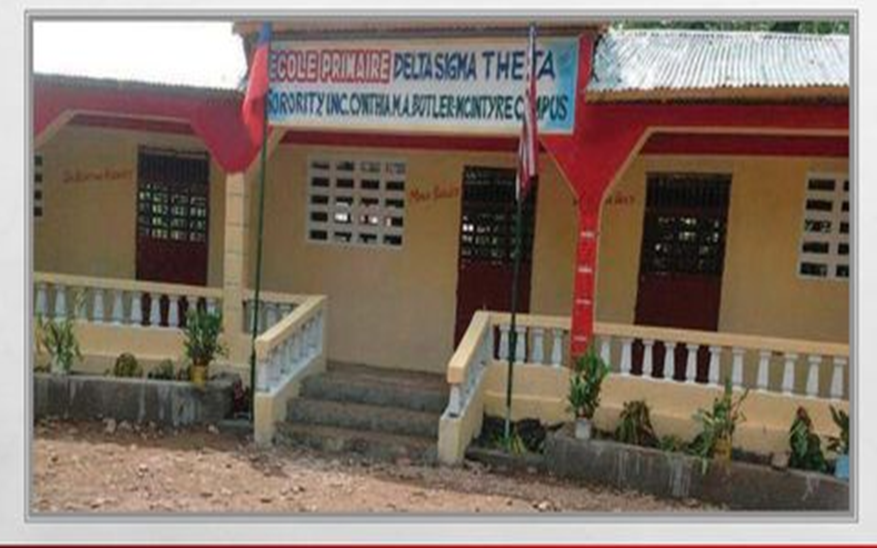 ECOLE PRIMAIRE DELTA SIGMA THETA
SORORITY, INC. CYNTHIA M.A. BUTLER-MCINTYRE CAMPUS